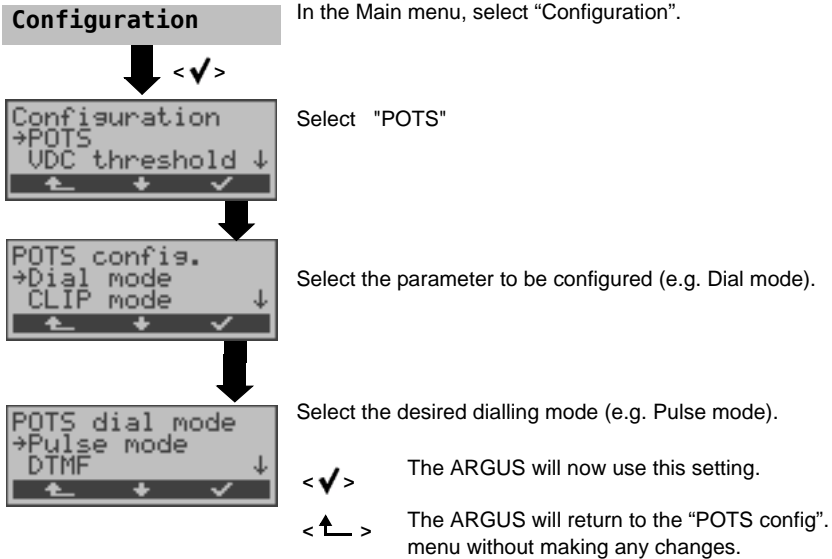 Configuration
In the Main menu, select “Configuration”.
<✓>
Configuration
→POTS
VDC threshold ↓
Select "POTS"
POTS config.
→Dial mode
CLIP mode ↓
Select the parameter to be configured (e.g. Dial mode).
POTS dial mode
→Pulse mode
DTMF ↓
Select the desired dialling mode (e.g. Pulse mode).
<✓> The ARGUS will now use this setting.
< > The ARGUS will return to the “POTS config”.
menu without making any changes.